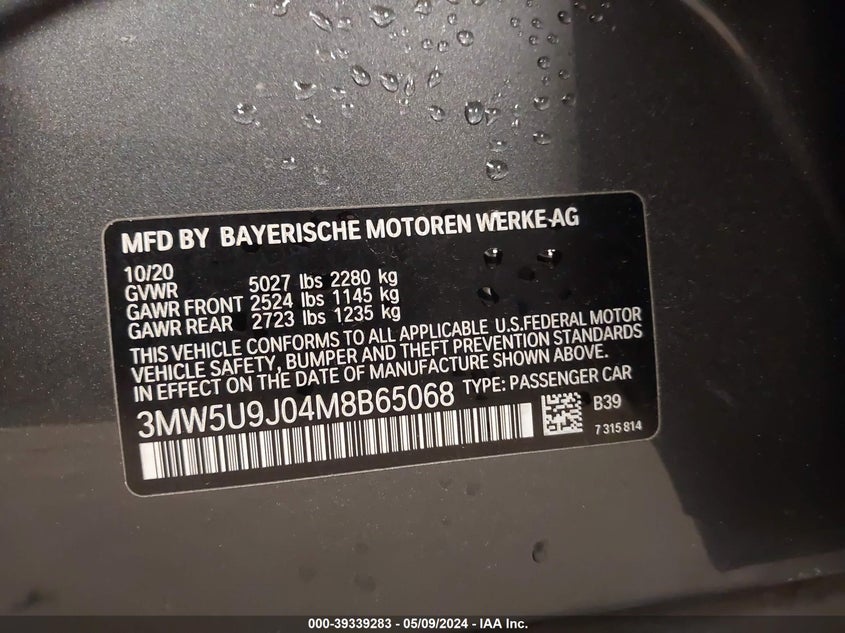 MFD BY BAYERISCHE MOTOREN WERKE AG
10/20
GVWR 5027 lbs 2280 kg
GAWR FRONT 2524 lbs 1145 kg
GAWR REAR 2723 lbs 1235 kg
THIS VEHICLE CONFORMS TO ALL APPLICABLE U.S.FEDERAL MOTOR
VEHICLE SAFETY, BUMPER AND THEFT PREVENTION STANDARDS
IN EFFECT ON THE DATE OF MANUFACTURE SHOWN ABOVE.
3MW5U9J04M8B65068 TYPE: PASSENGER CAR
B39
7 315 814
000-39339283 - 05/09/2024 - IAA Inc.